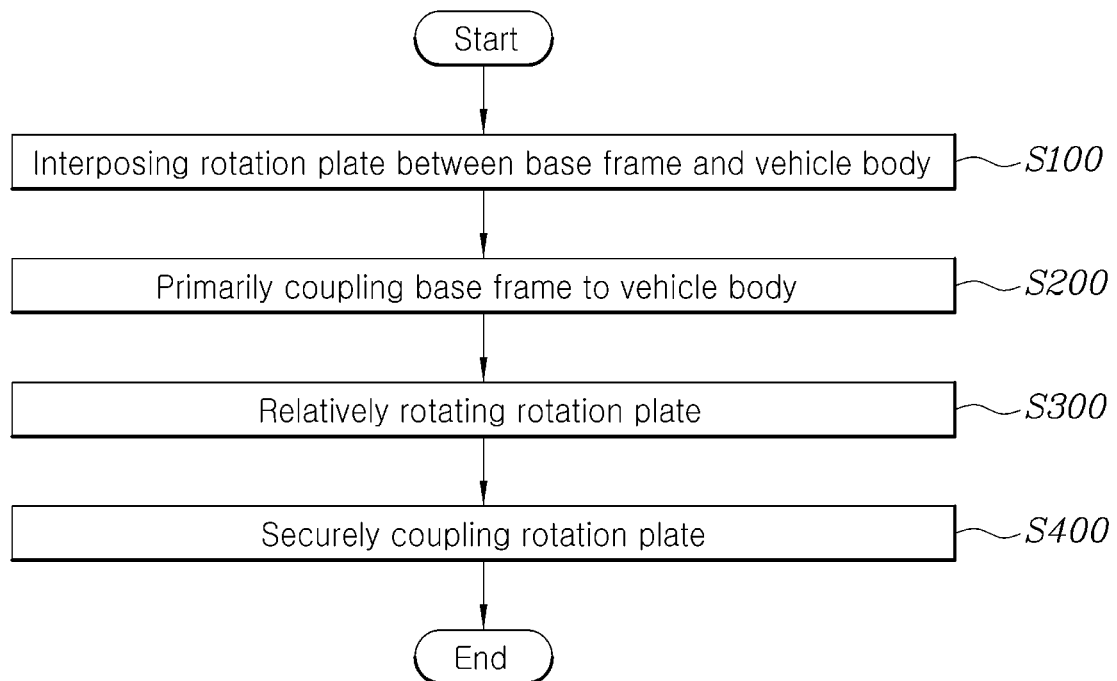 Start
Interposing rotation plate between base frame and vehicle body
S100
Primarily coupling base frame to vehicle body
S200
Relatively rotating rotation plate
S300
Securely coupling rotation plate
S400
End